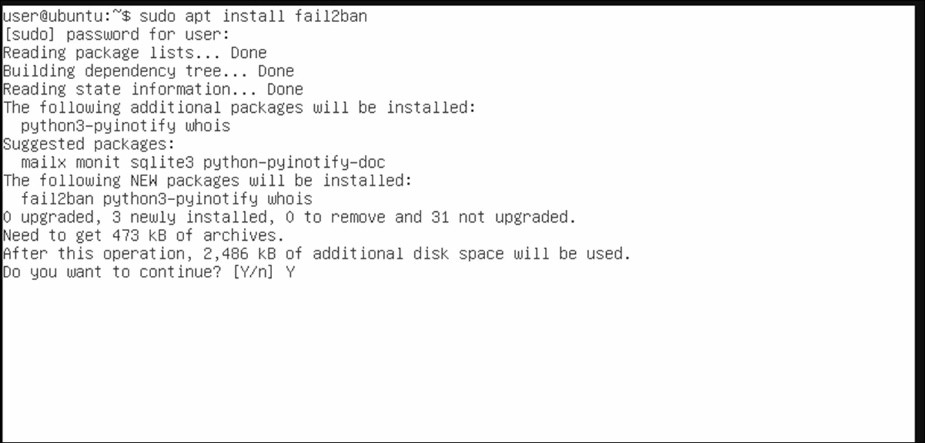 user@ubuntu:~$ sudo apt install fail2ban
[sudo] password for user:
Reading package lists... Done
Building dependency tree... Done
Reading state information... Done
The following additional packages will be installed:
  python3-pyinotify whois
Suggested packages:
  mailx monit sqlite3 python-pyinotify-doc
The following NEW packages will be installed:
  fail2ban python3-pyinotify whois
0 upgraded, 3 newly installed, 0 to remove and 31 not upgraded.
Need to get 473 kB of archives.
After this operation, 2,486 kB of additional disk space will be used.
Do you want to continue? [Y/n] Y